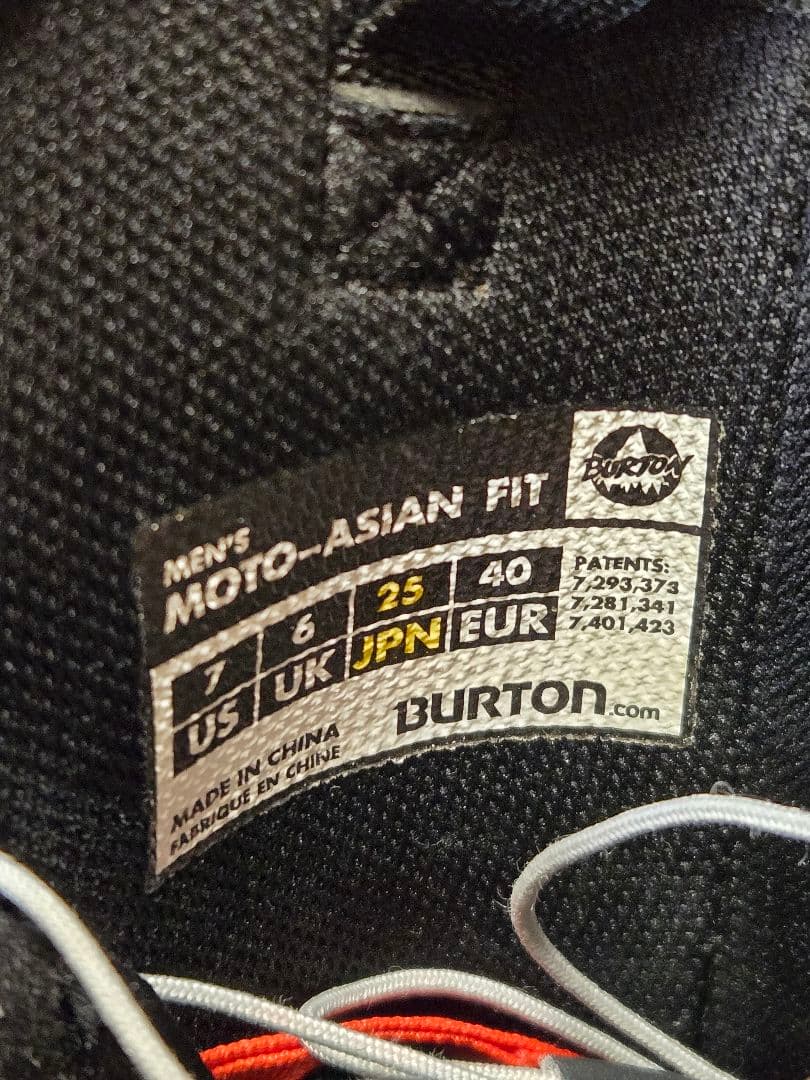 MEN'S
MOTO-ASIAN FIT
BURTON
7 6 25 40
US UK JPN EUR
PATENTS:
7,293,373
7,281,341
7,401,423
BURTON.com
MADE IN CHINA
FABRIQUÉ EN CHINE